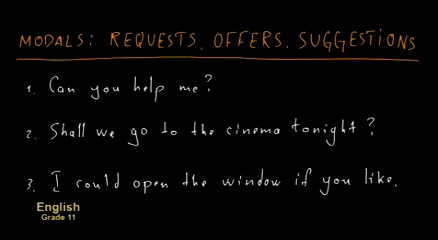 MODALS: REQUESTS, OFFERS, SUGGESTIONS
1. Can you help me?
2. Shall we go to the cinema tonight?
3. I could open the window if you like.
English
Grade 11